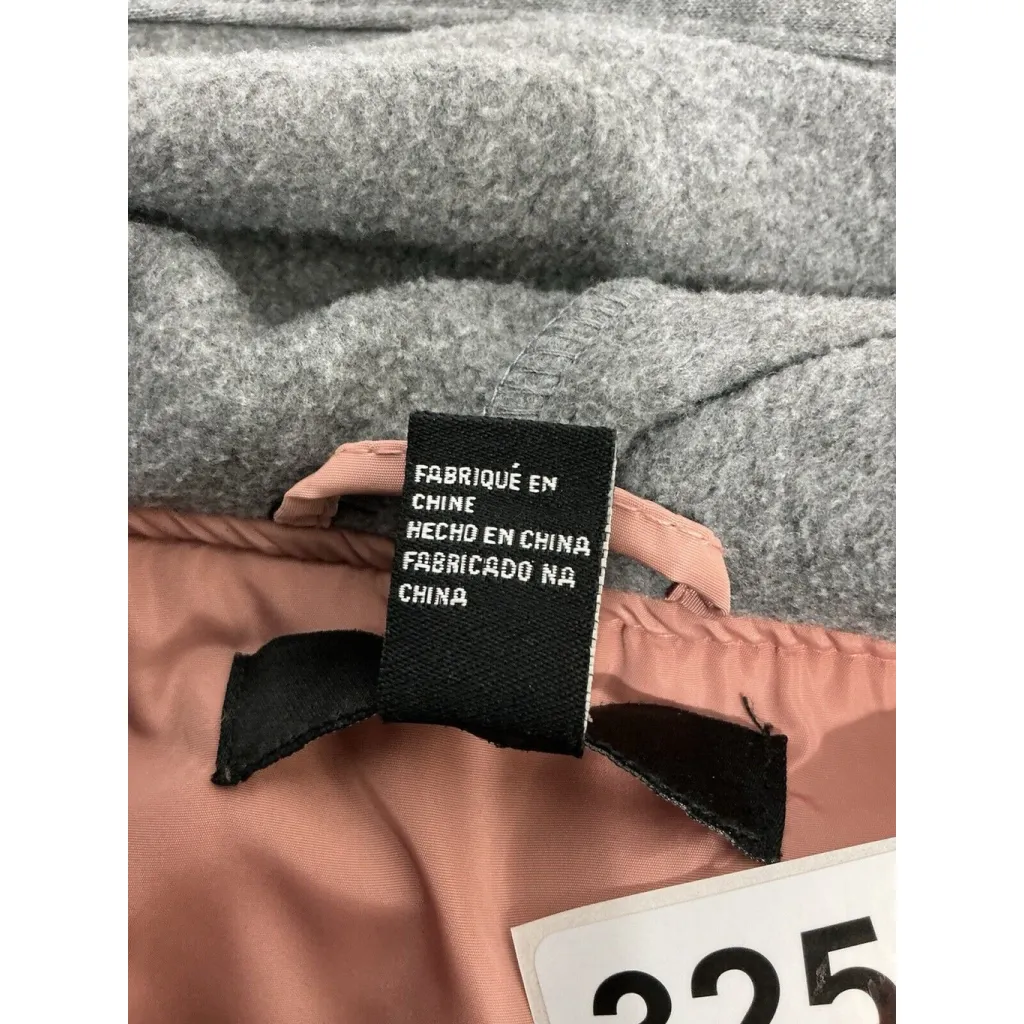 FABRIQUÉ EN
CHINE
HECHO EN CHINA
FABRICADO NA
CHINA
325